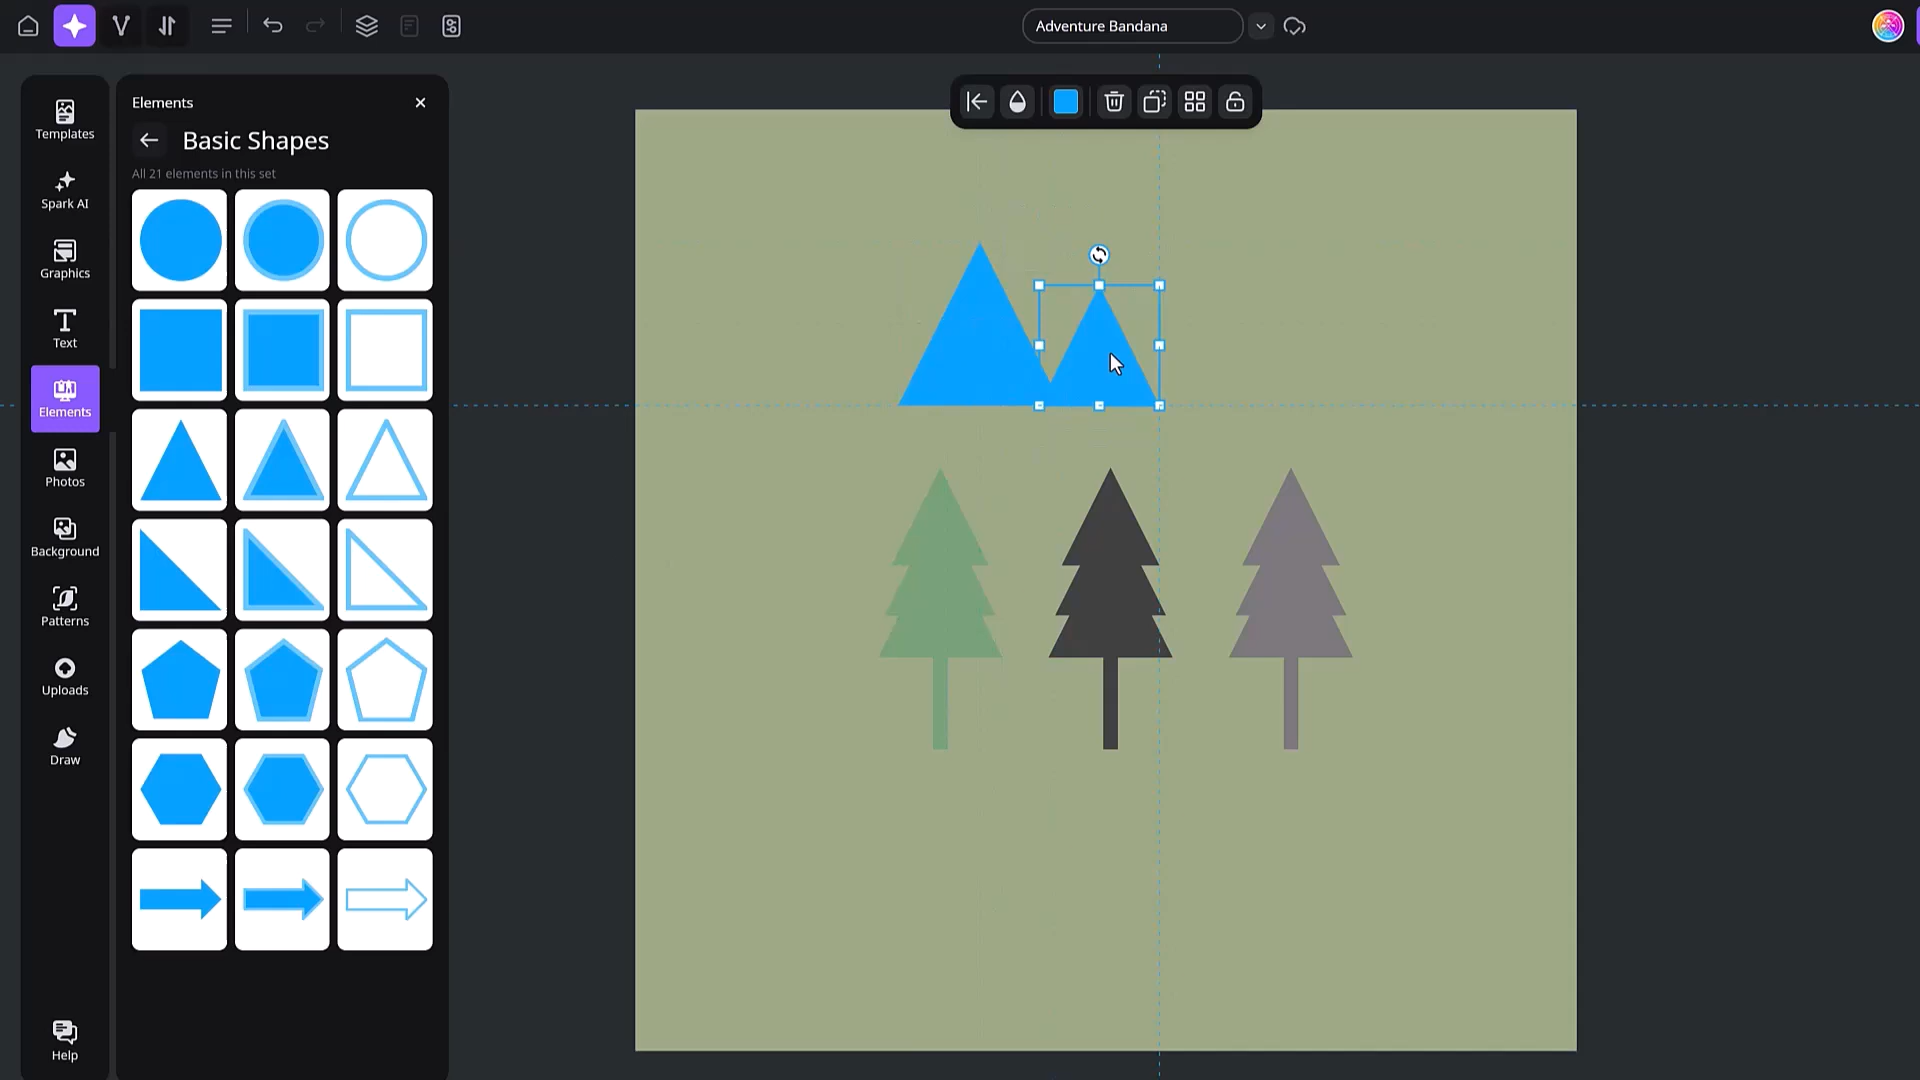 Adventure Bandana
Templates
Spark AI
Graphics
Text
Elements
Photos
Background
Patterns
Uploads
Draw
Help
Elements
Basic Shapes
All 21 elements in this set